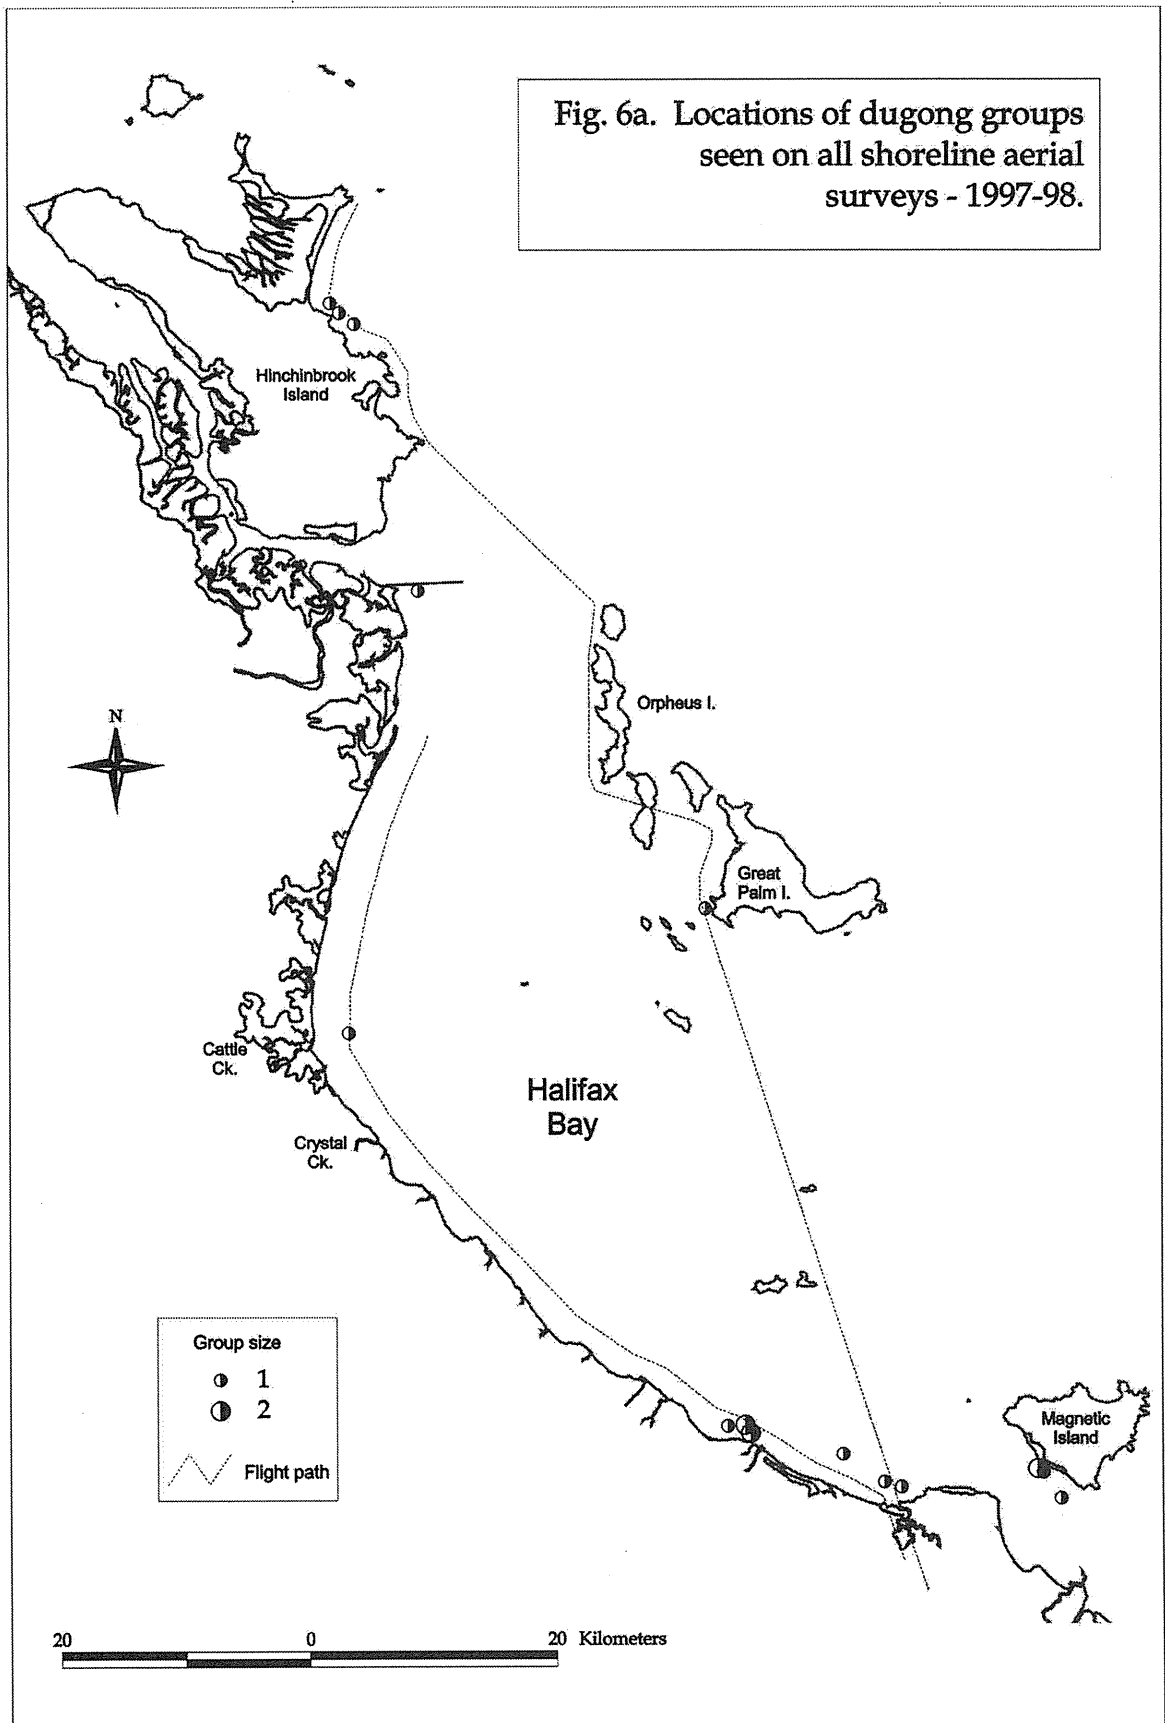 Fig. 6a. Locations of dugong groups
seen on all shoreline aerial
surveys - 1997-98.
Hinchinbrook
Island
Orpheus I.
N
Great
Palm I.
Cattle
Ck.
Halifax
Bay
Crystal
Ck.
Group size
1
2
Flight path
Magnetic
Island
20 0 20 Kilometers